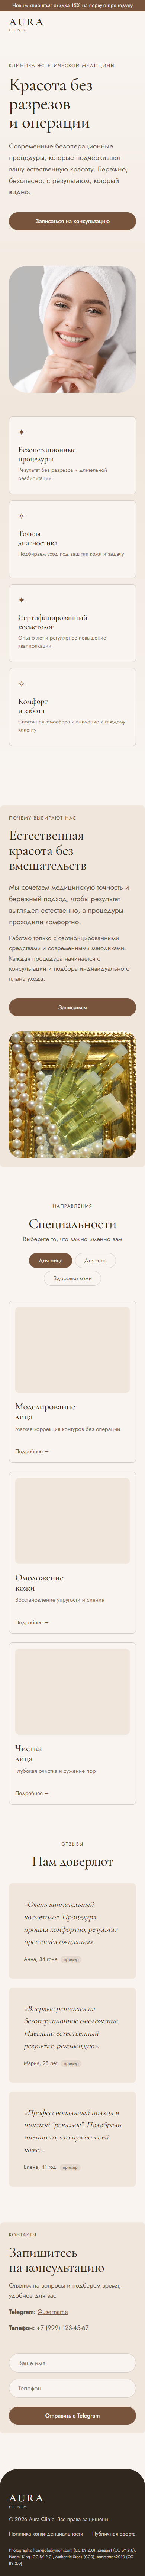 Новым клиентам: скидка 15% на первую процедуру
AURA
CLINIC
КЛИНИКА ЭСТЕТИЧЕСКОЙ МЕДИЦИНЫ
Красота без
разрезов
и операции
Современные безоперационные
процедуры, которые подчёркивают
вашу естественную красоту. Бережно,
безопасно, с результатом, который
видно.
Записаться на консультацию
Безоперационные
процедуры
Результат без разрезов и длительной
реабилитации
Точная
диагностика
Подбираем уход под ваш тип кожи и задачу
Сертифицированный
косметолог
Опыт 5 лет и регулярное повышение
квалификации
Комфорт
и забота
Спокойная атмосфера и внимание к каждому
клиенту
ПОЧЕМУ ВЫБИРАЮТ НАС
Естественная
красота без
вмешательств
Мы сочетаем медицинскую точность и
бережный подход, чтобы результат
выглядел естественно, а процедуры
проходили комфортно.
Работаю только с сертифицированными
средствами и современными методиками.
Каждая процедура начинается с
консультации и подбора индивидуального
плана ухода.
Записаться
НАПРАВЛЕНИЯ
Специальности
Выберите то, что важно именно вам
Для лица
Для тела
Здоровье кожи
Моделирование
лица
Мягкая коррекция контуров без операции
Подробнее →
Омоложение
кожи
Восстановление упругости и сияния
Подробнее →
Чистка
лица
Глубокая очистка и сужение пор
Подробнее →
ОТЗЫВЫ
Нам доверяют
«Очень внимательный
косметолог. Процедура
прошла комфортно, результат
превзошёл ожидания».
Анна, 34 года пример
«Впервые решилась на
безоперационное омоложение.
Идеально естественный
результат, рекомендую».
Мария, 28 лет пример
«Профессиональный подход и
никакой "рекламы". Подобрали
именно то, что нужно моей
коже».
Елена, 41 год пример
КОНТАКТЫ
Запишитесь
на консультацию
Ответим на вопросы и подберём время,
удобное для вас
Телеграм: @username
Телефон: +7 (999) 123-45-67
Ваше имя
Телефон
Отправить в Telegram
AURA
CLINIC
© 2026 Aura Clinic. Все права защищены
Политика конфиденциальности Публичная оферта